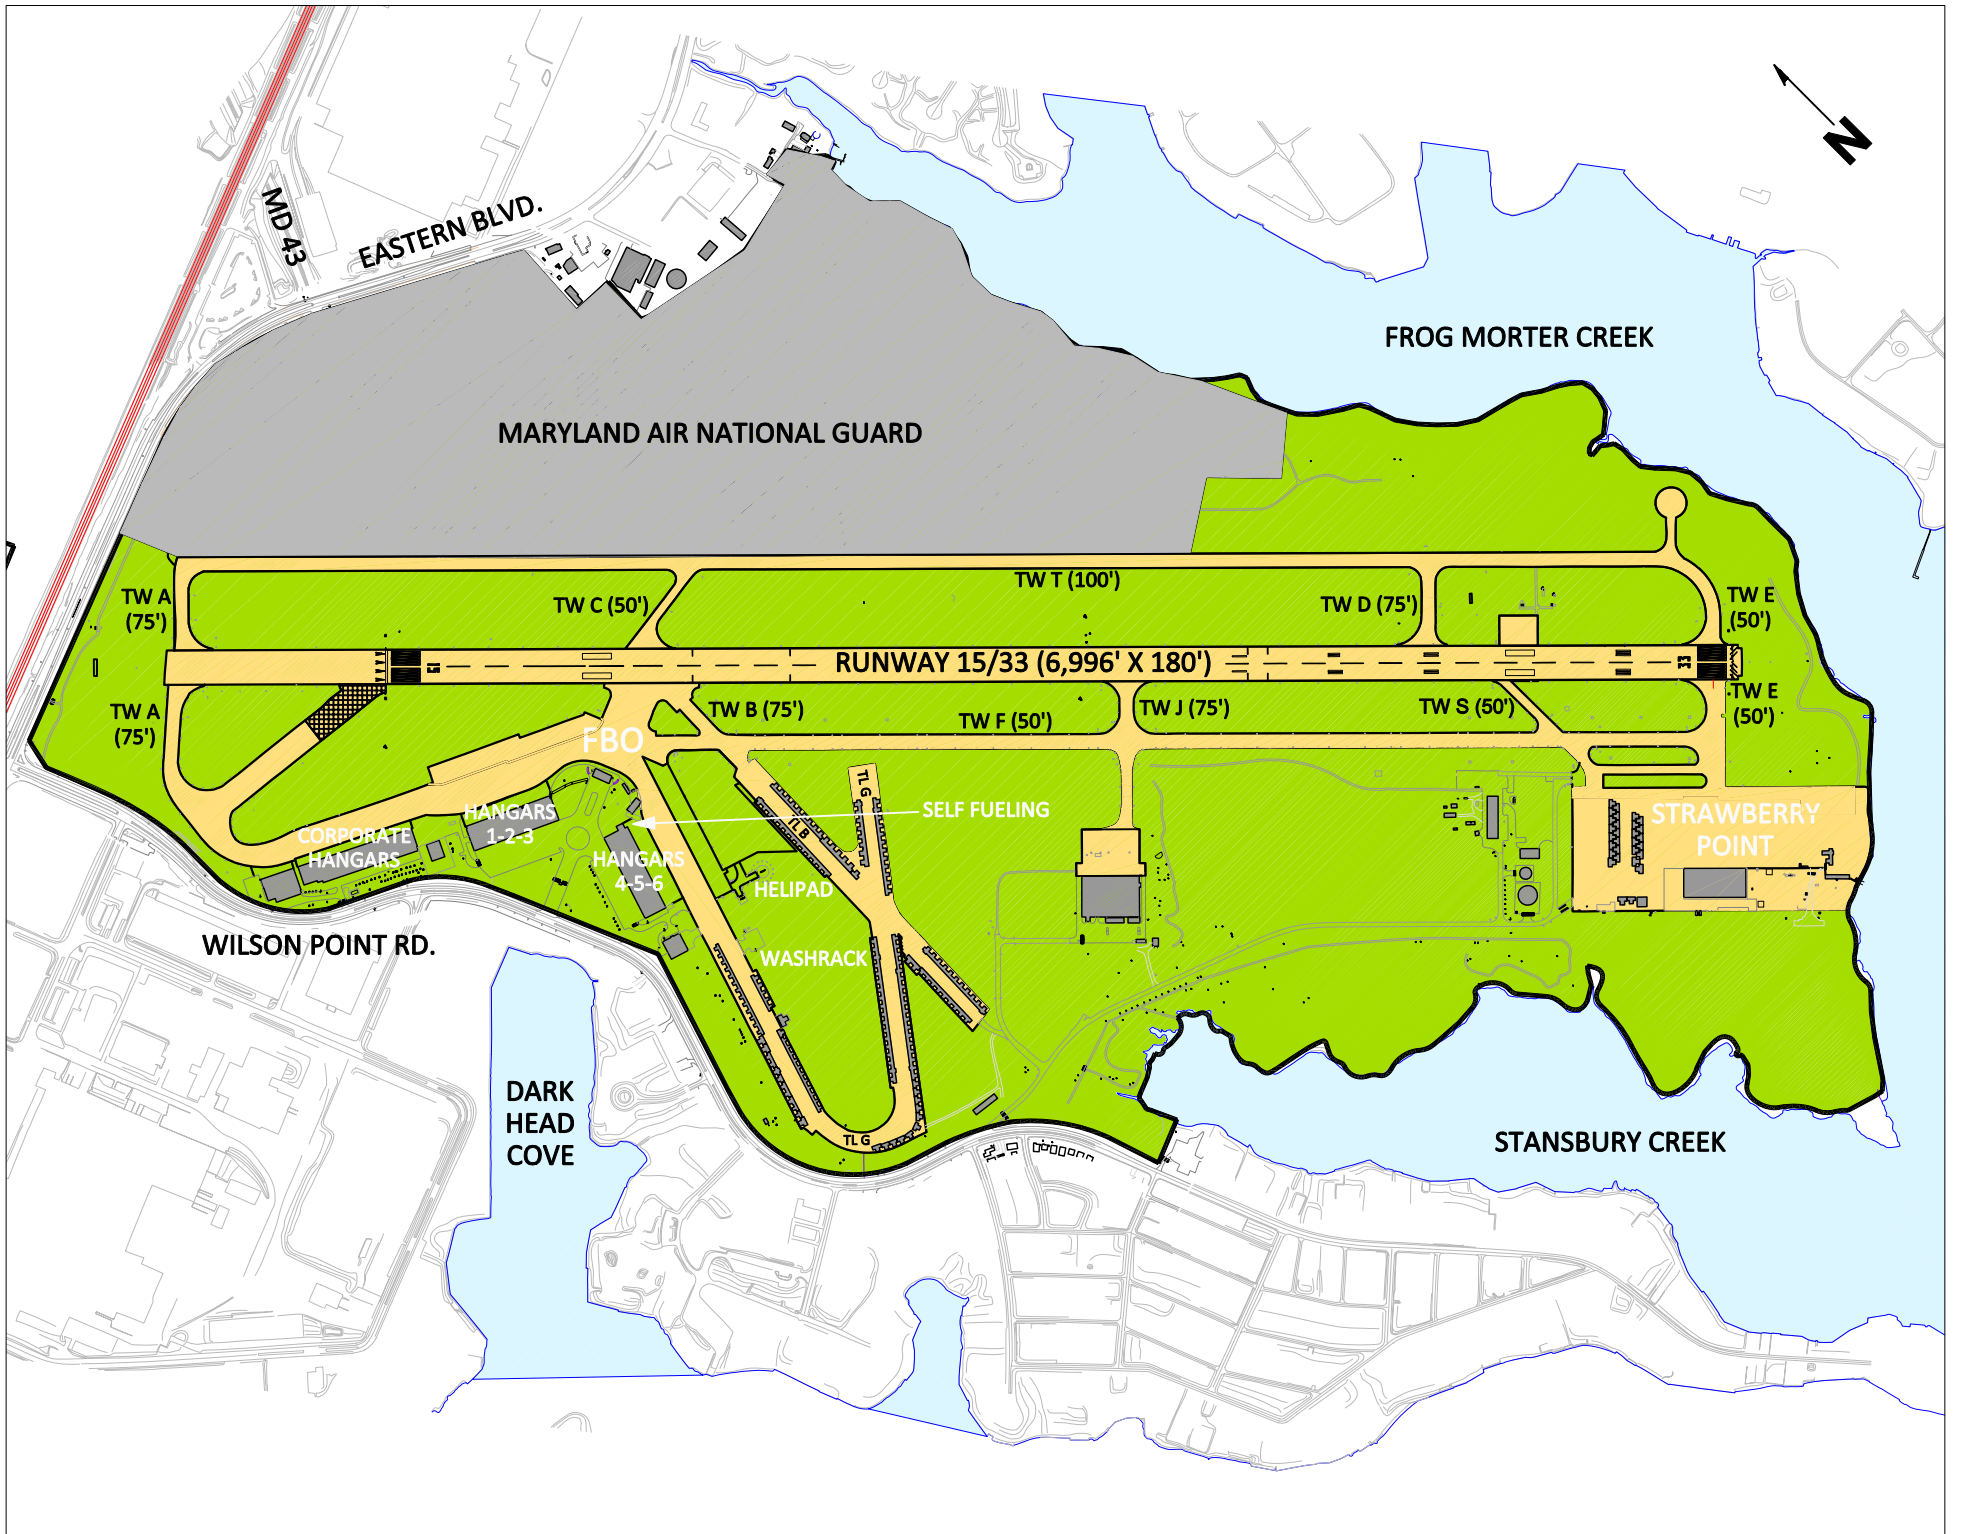 N
MD 43
EASTERN BLVD.
FROG MORTER CREEK
MARYLAND AIR NATIONAL GUARD
TW A
(75')
TW C (50')
TW T (100')
TW D (75')
TW E
(50')
15
RUNWAY 15/33 (6,996' X 180')
33
TW A
(75')
TW B (75')
TW F (50')
TW J (75')
TW S (50')
TW E
(50')
FBO
TL G
SELF FUELING
HANGARS
1-2-3
CORPORATE
HANGARS
TL B
STRAWBERRY
POINT
HANGARS
4-5-6
HELIPAD
WILSON POINT RD.
WASHRACK
DARK
HEAD
COVE
TL G
STANSBURY CREEK